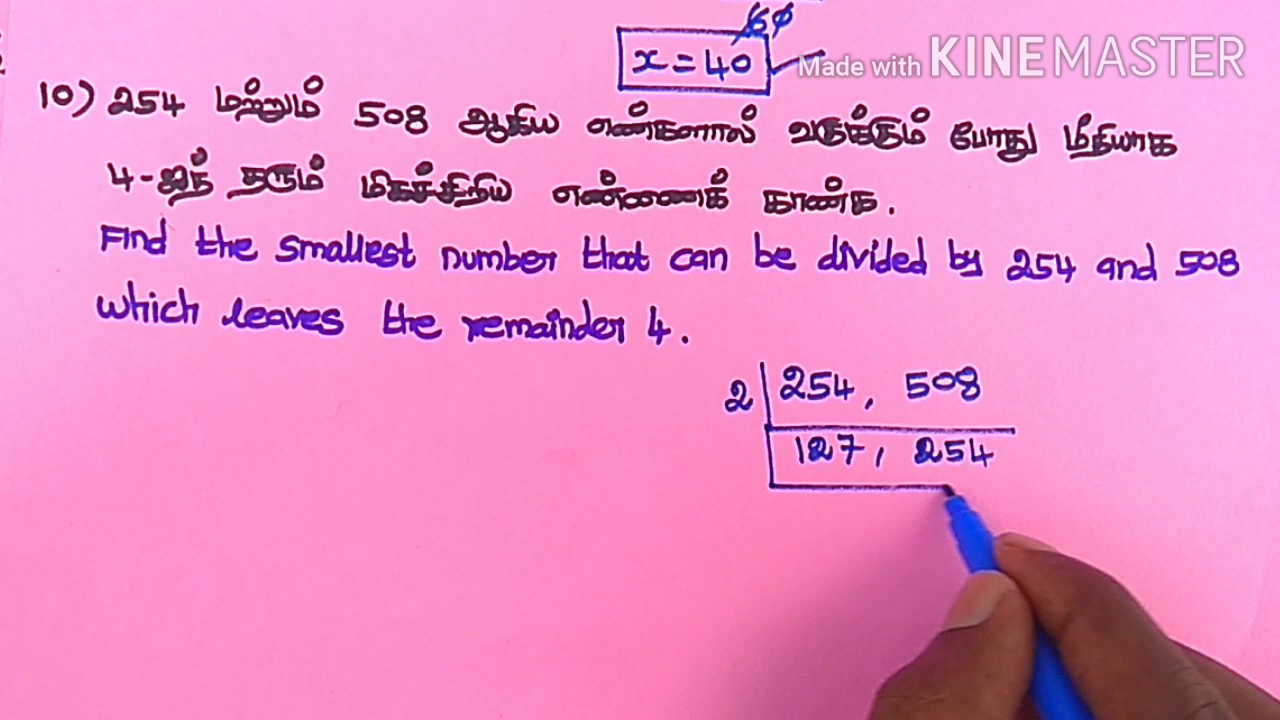 60
x = 40
Made with KINEMASTER
10) 254 மற்றும் 508 ஆகிய எண்களால் வகுக்கும் போது மீதியாக
4-ஐத் தரும் மிகச்சிறிய எண்ணைக் காண்க.
Find the smallest number that can be divided by 254 and 508
which leaves the remainder 4.
2 254, 508
127, 254